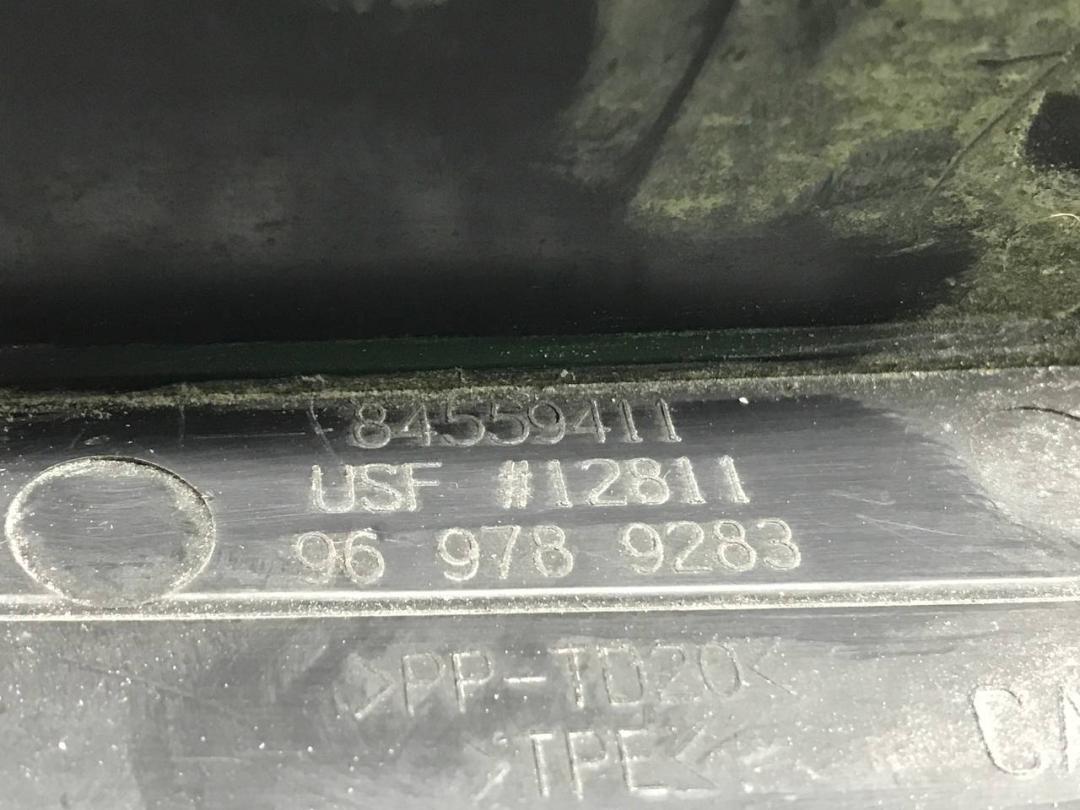 84559411
USF #12811
96 978 9283
>PP-TD20<
>TPE<